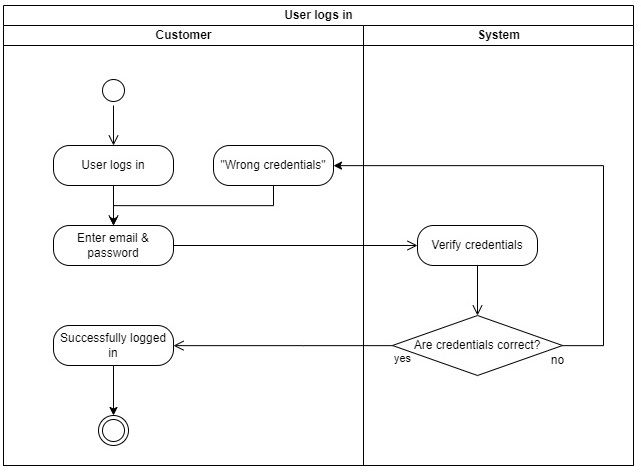 User logs in
Customer
System
User logs in
"Wrong credentials"
Enter email &
password
Verify credentials
Successfully logged
in
Are credentials correct?
yes
no